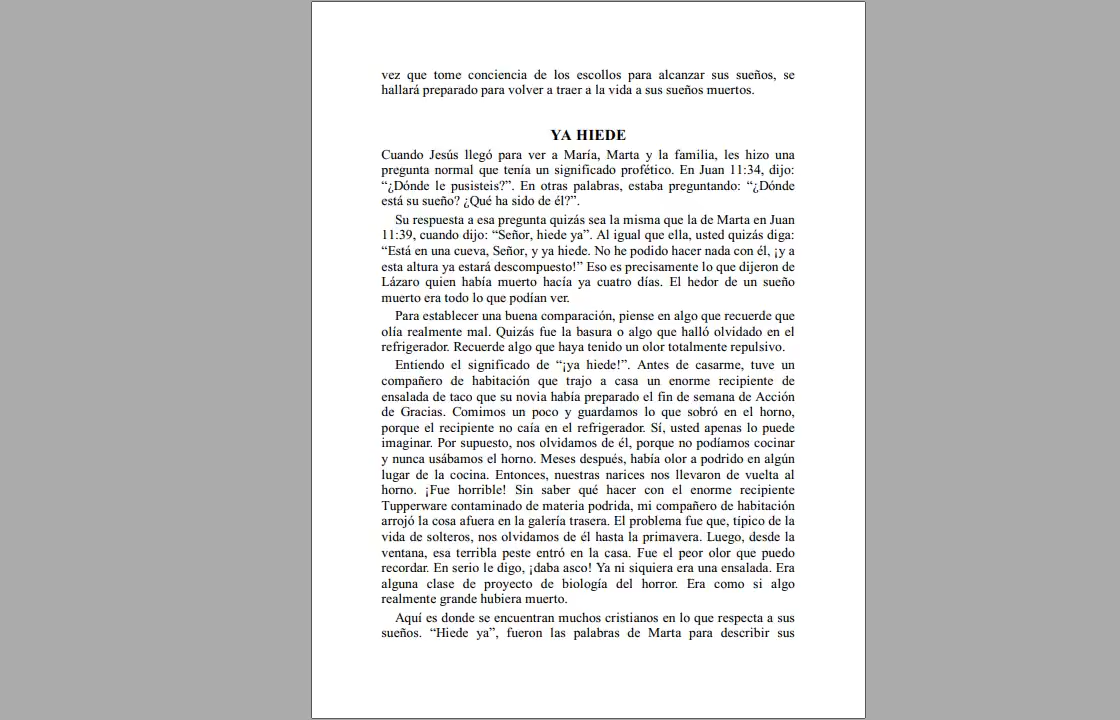 vez que tome conciencia de los escollos para alcanzar sus sueños, se
hallará preparado para volver a traer a la vida a sus sueños muertos.
YA HIEDE
Cuando Jesús llegó para ver a María, Marta y la familia, les hizo una
pregunta normal que tenía un significado profético. En Juan 11:34, dijo:
“¿Dónde le pusisteis?”. En otras palabras, estaba preguntando: “¿Dónde
está su sueño? ¿Qué ha sido de él?”.
Su respuesta a esa pregunta quizás sea la misma que la de Marta en Juan
11:39, cuando dijo: “Señor, hiede ya”. Al igual que ella, usted quizás diga:
“Está en una cueva, Señor, y ya hiede. No he podido hacer nada con él, ¡y a
esta altura ya estará descompuesto!” Eso es precisamente lo que dijeron de
Lázaro quien había muerto hacía ya cuatro días. El hedor de un sueño
muerto era todo lo que podían ver.
Para establecer una buena comparación, piense en algo que recuerde que
olía realmente mal. Quizás fue la basura o algo que halló olvidado en el
refrigerador. Recuerde algo que haya tenido un olor totalmente repulsivo.
Entiendo el significado de “¡ya hiede!”. Antes de casarme, tuve un
compañero de habitación que trajo a casa un enorme recipiente de
ensalada de taco que su novia había preparado el fin de semana de Acción
de Gracias. Comimos un poco y guardamos lo que sobró en el horno,
porque el recipiente no caía en el refrigerador. Sí, usted apenas lo puede
imaginar. Por supuesto, nos olvidamos de él, porque no podíamos cocinar
y nunca usábamos el horno. Meses después, había olor a podrido en algún
lugar de la cocina. Entonces, nuestras narices nos llevaron de vuelta al
horno. ¡Fue horrible! Sin saber qué hacer con el enorme recipiente
Tupperware contaminado de materia podrida, mi compañero de habitación
arrojó la cosa afuera en la galería trasera. El problema fue que, típico de la
vida de solteros, nos olvidamos de él hasta la primavera. Luego, desde la
ventana, esa terribla peste entró en la casa. Fue el peor olor que puedo
recordar. En serio le digo, ¡daba asco! Ya ni siquiera era una ensalada. Era
alguna clase de proyecto de biología del horror. Era como si algo
realmente grande hubiera muerto.
Aquí es donde se encuentran muchos cristianos en lo que respecta a sus
sueños. “Hiede ya”, fueron las palabras de Marta para describir sus